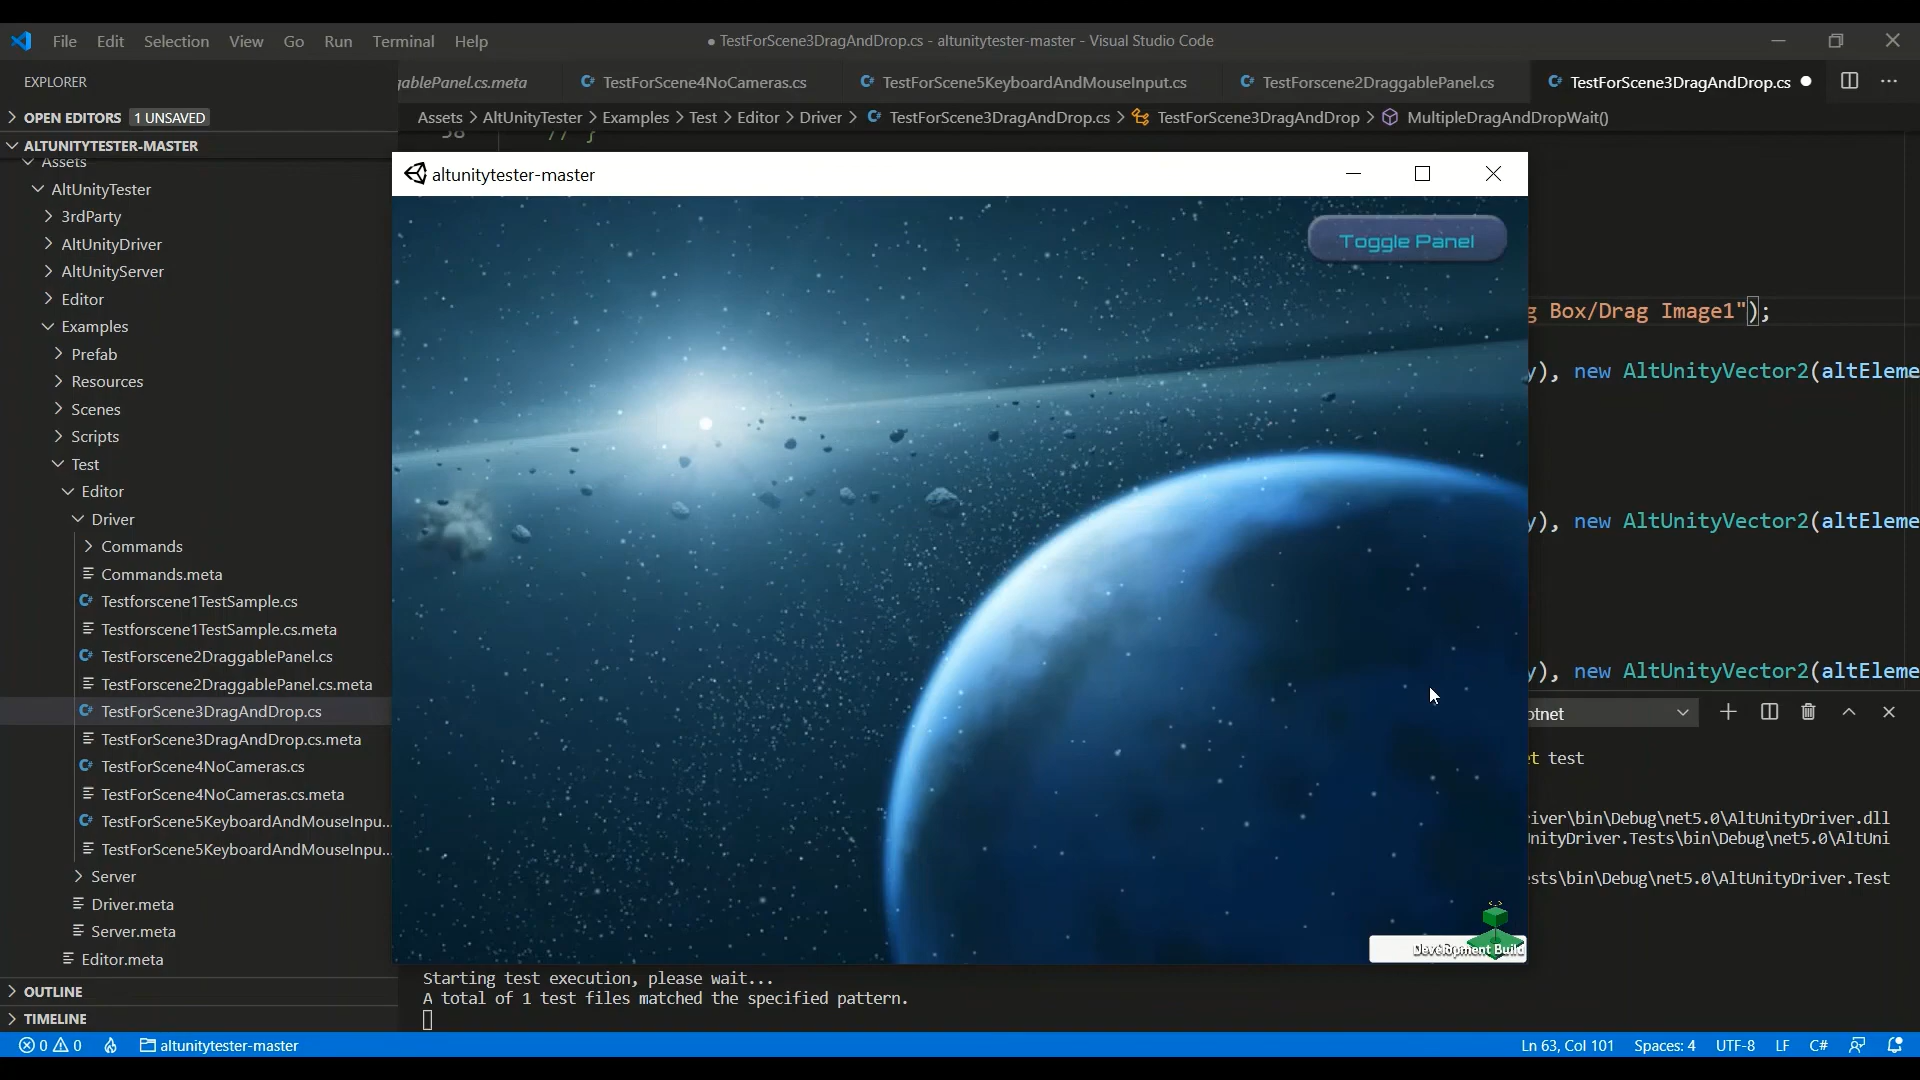 File Edit Selection View Go Run Terminal Help
● TestForScene3DragAndDrop.cs - altunitytester-master - Visual Studio Code
EXPLORER
OPEN EDITORS 1 UNSAVED
ALTUNITYTESTER-MASTER
Assets
AltUnityTester
3rdParty
AltUnityDriver
AltUnityServer
Editor
Examples
Prefab
Resources
Scenes
Scripts
Test
Editor
Driver
Commands
Commands.meta
Testforscene1TestSample.cs
Testforscene1TestSample.cs.meta
TestForscene2DraggablePanel.cs
TestForscene2DraggablePanel.cs.meta
TestForScene3DragAndDrop.cs
TestForScene3DragAndDrop.cs.meta
TestForScene4NoCameras.cs
TestForScene4NoCameras.cs.meta
TestForScene5KeyboardAndMouseInpu...
TestForScene5KeyboardAndMouseInpu...
Server
Driver.meta
Server.meta
Editor.meta
OUTLINE
TIMELINE
gablePanel.cs.meta TestForScene4NoCameras.cs TestForScene5KeyboardAndMouseInput.cs TestForscene2DraggablePanel.cs TestForScene3DragAndDrop.cs
Assets > AltUnityTester > Examples > Test > Editor > Driver > TestForScene3DragAndDrop.cs > TestForScene3DragAndDrop > MultipleDragAndDropWait()
58 // }
altunitytester-master
Toggle Panel
Development Build
g Box/Drag Image1");
y), new AltUnityVector2(altEleme
y), new AltUnityVector2(altEleme
y), new AltUnityVector2(altEleme
otnet
et test
iver\bin\Debug\net5.0\AltUnityDriver.dll
UnityDriver.Tests\bin\Debug\net5.0\AltUni
sts\bin\Debug\net5.0\AltUnityDriver.Test
Starting test execution, please wait...
A total of 1 test files matched the specified pattern.
0 0 altunitytester-master
Ln 63, Col 101 Spaces: 4 UTF-8 LF C#